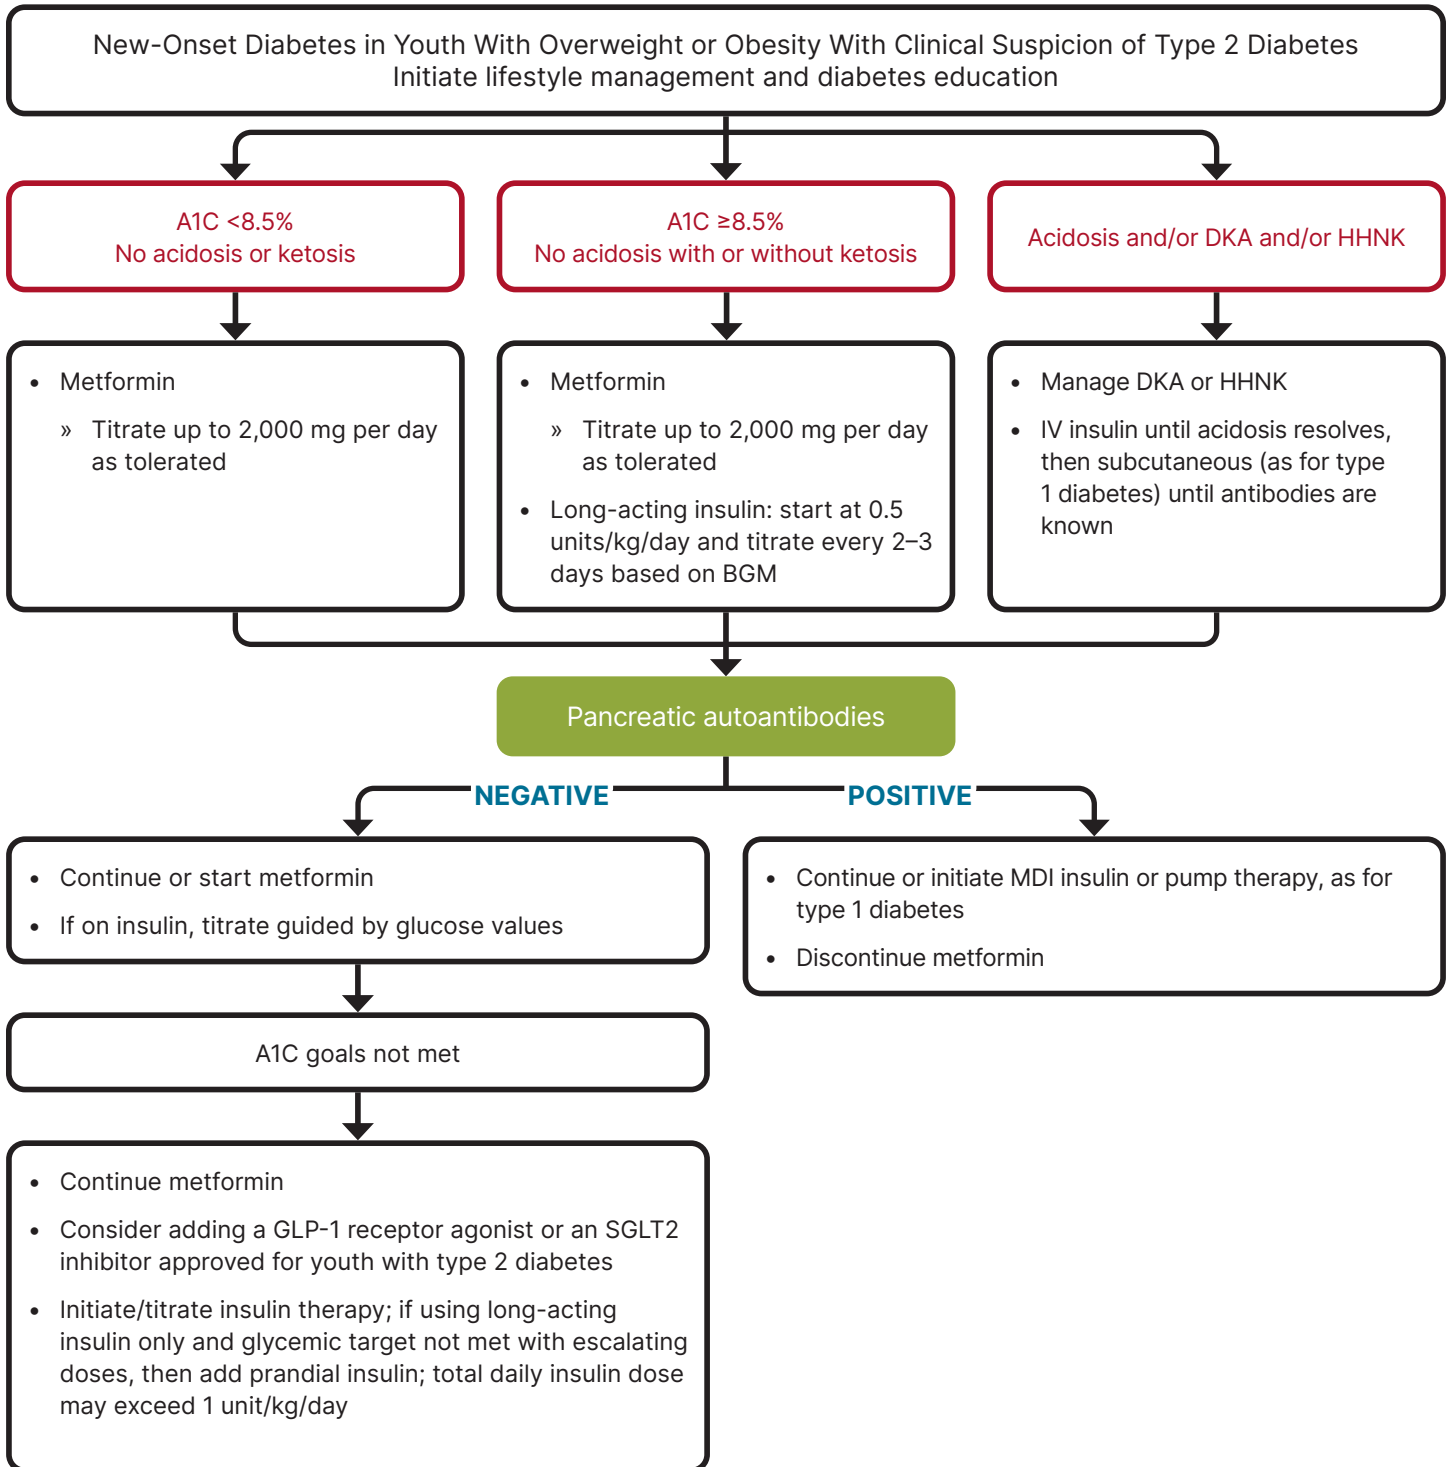 New-Onset Diabetes in Youth With Overweight or Obesity With Clinical Suspicion of Type 2 Diabetes
Initiate lifestyle management and diabetes education
A1C <8.5%
No acidosis or ketosis
A1C ≥8.5%
No acidosis with or without ketosis
Acidosis and/or DKA and/or HHNK
• Metformin
» Titrate up to 2,000 mg per day
as tolerated
• Metformin
» Titrate up to 2,000 mg per day
as tolerated
• Long-acting insulin: start at 0.5
units/kg/day and titrate every 2–3
days based on BGM
• Manage DKA or HHNK
• IV insulin until acidosis resolves,
then subcutaneous (as for type
1 diabetes) until antibodies are
known
Pancreatic autoantibodies
NEGATIVE
POSITIVE
• Continue or start metformin
• If on insulin, titrate guided by glucose values
• Continue or initiate MDI insulin or pump therapy, as for
type 1 diabetes
• Discontinue metformin
A1C goals not met
• Continue metformin
• Consider adding a GLP-1 receptor agonist or an SGLT2
inhibitor approved for youth with type 2 diabetes
• Initiate/titrate insulin therapy; if using long-acting
insulin only and glycemic target not met with escalating
doses, then add prandial insulin; total daily insulin dose
may exceed 1 unit/kg/day